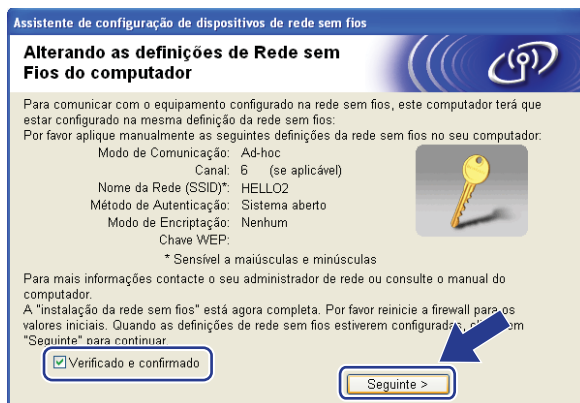 Assistente de configuração de dispositivos de rede sem fios
Alterando as definições de Rede sem
Fios do computador
Para comunicar com o equipamento configurado na rede sem fios, este computador terá que
estar configurado na mesma definição da rede sem fios:
Por favor aplique manualmente as seguintes definições da rede sem fios no seu computador:
Modo de Comunicação: Ad-hoc
Canal: 6 (se aplicável)
Nome da Rede (SSID)*: HELLO2
Método de Autenticação: Sistema aberto
Modo de Encriptação: Nenhum
Chave WEP:
* Sensível a maiúsculas e minúsculas
Para mais informações contacte o seu administrador de rede ou consulte o manual do
computador.
A "instalação da rede sem fios" está agora completa. Por favor reinicie a firewall para os
valores iniciais. Quando as definições de rede sem fios estiverem configuradas, em
"Seguinte" para continuar
Verificado e confirmado
Seguinte >